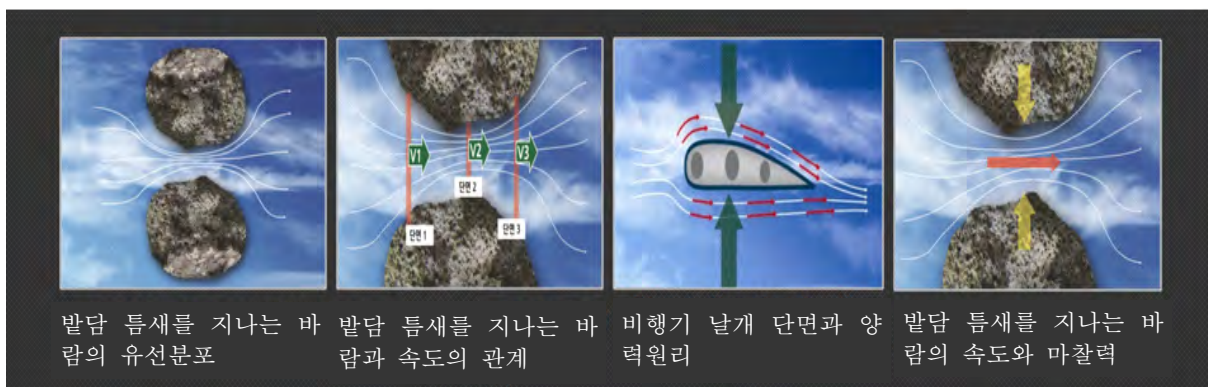 V1
V2
V3
단면 2
단면 1
단면 3
밭담 틈새를 지나는 바
람의 유선분포
밭담 틈새를 지나는 바
람과 속도의 관계
비행기 날개 단면과 양
력원리
밭담 틈새를 지나는 바
람의 속도와 마찰력